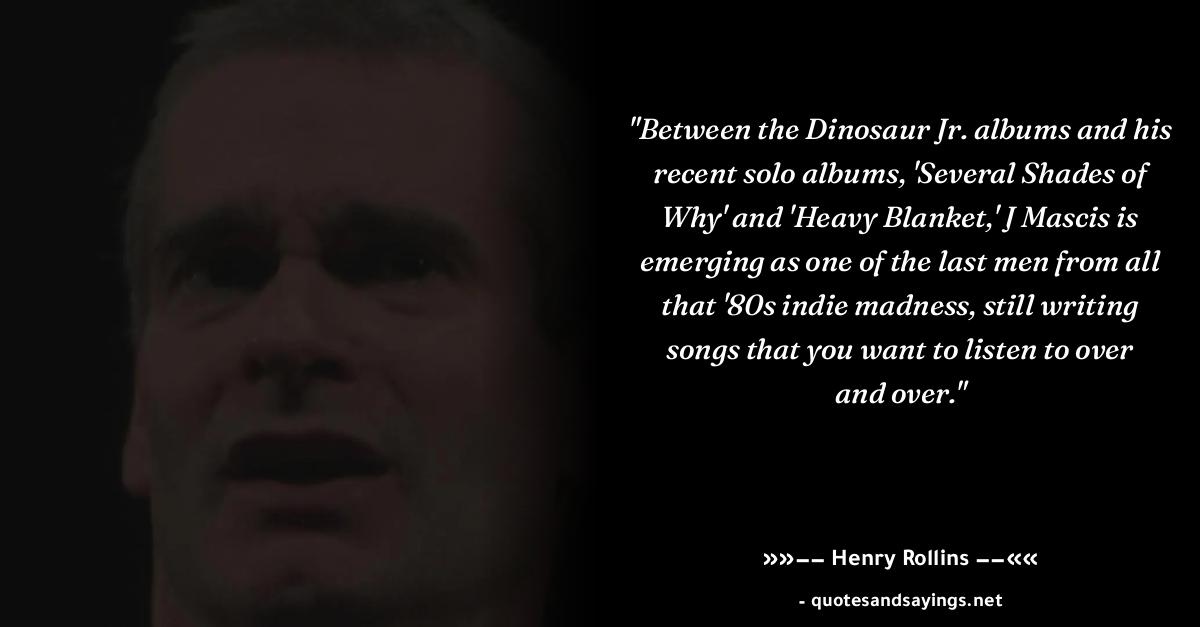 "Between the Dinosaur Jr. albums and his
recent solo albums, 'Several Shades of
Why' and 'Heavy Blanket,' J Mascis is
emerging as one of the last men from all
that '80s indie madness, still writing
songs that you want to listen to over
and over."
»»−− Henry Rollins −−««
- quotesandsayings.net